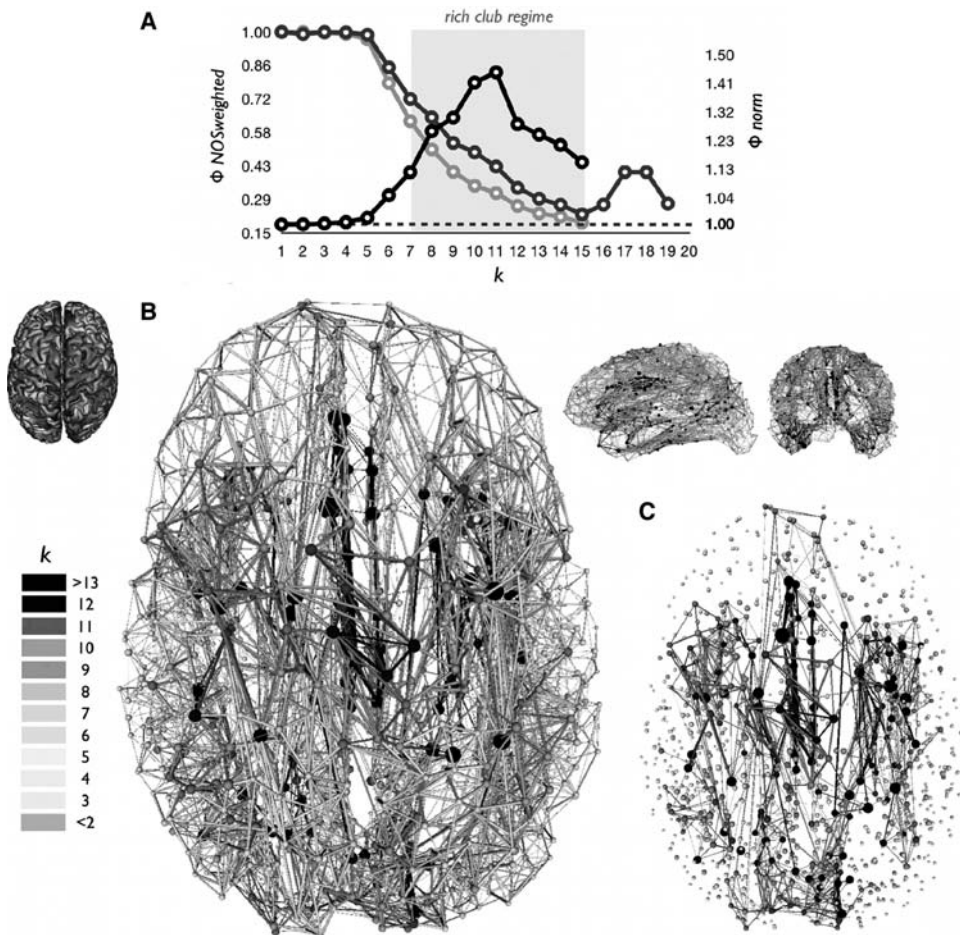 A
rich club regime
Φ NOSweighted
1.00
0.86
0.72
0.58
0.43
0.29
0.15
1.50
1.41
1.32
1.23
1.13
1.04
1.00
Φ norm
1 2 3 4 5 6 7 8 9 10 11 12 13 14 15 16 17 18 19 20
k
B
C
k
>13
12
11
10
9
8
7
6
5
4
3
<2